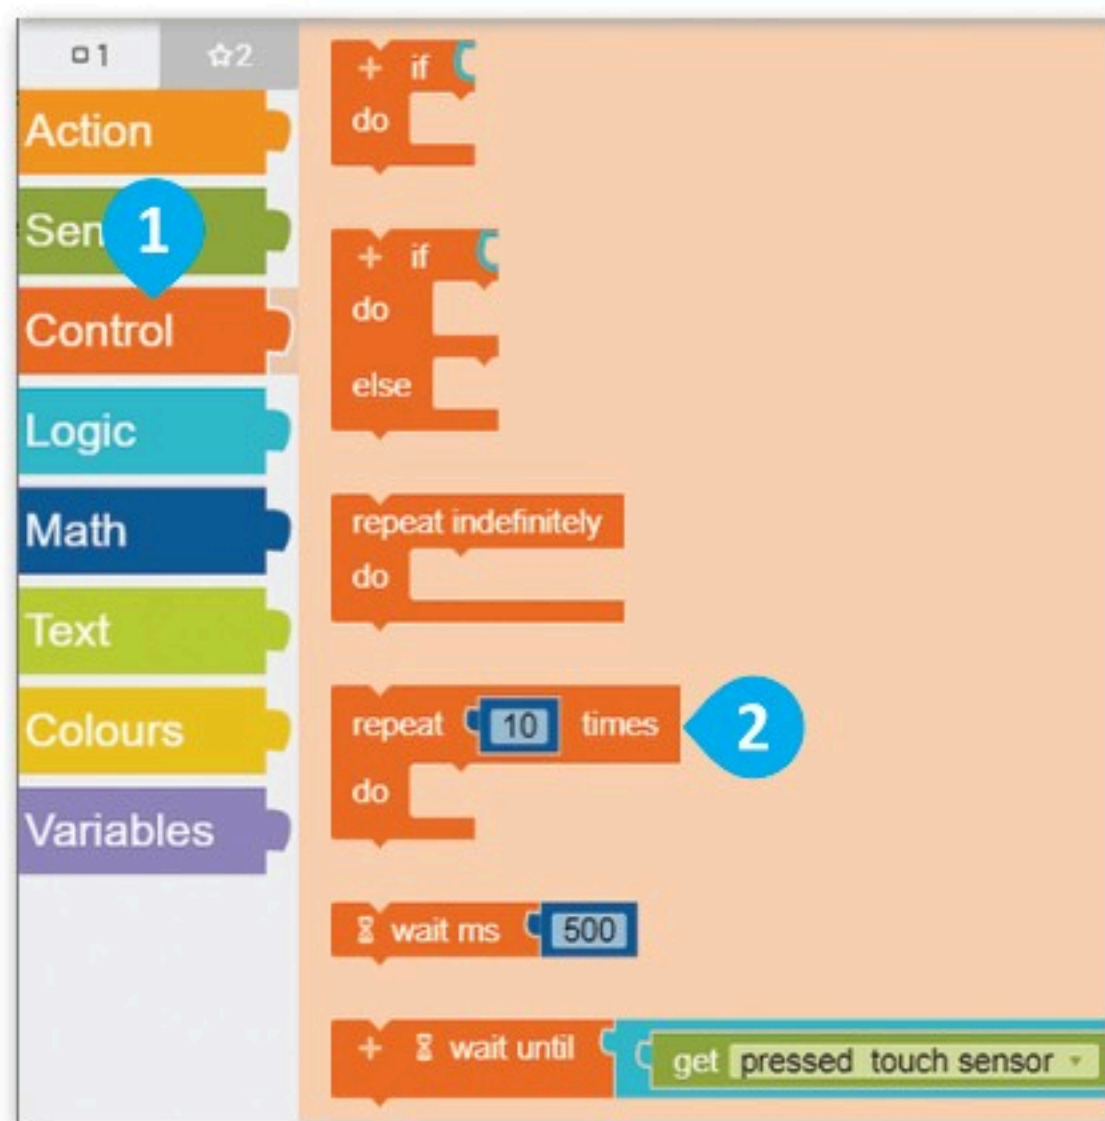 1
2
Action
Sen
1
Control
Logic
Math
Text
Colours
Variables
+ if
do
+ if
do
else
repeat indefinitely
do
repeat 10 times
2
do
wait ms 500
+ wait until get pressed touch sensor